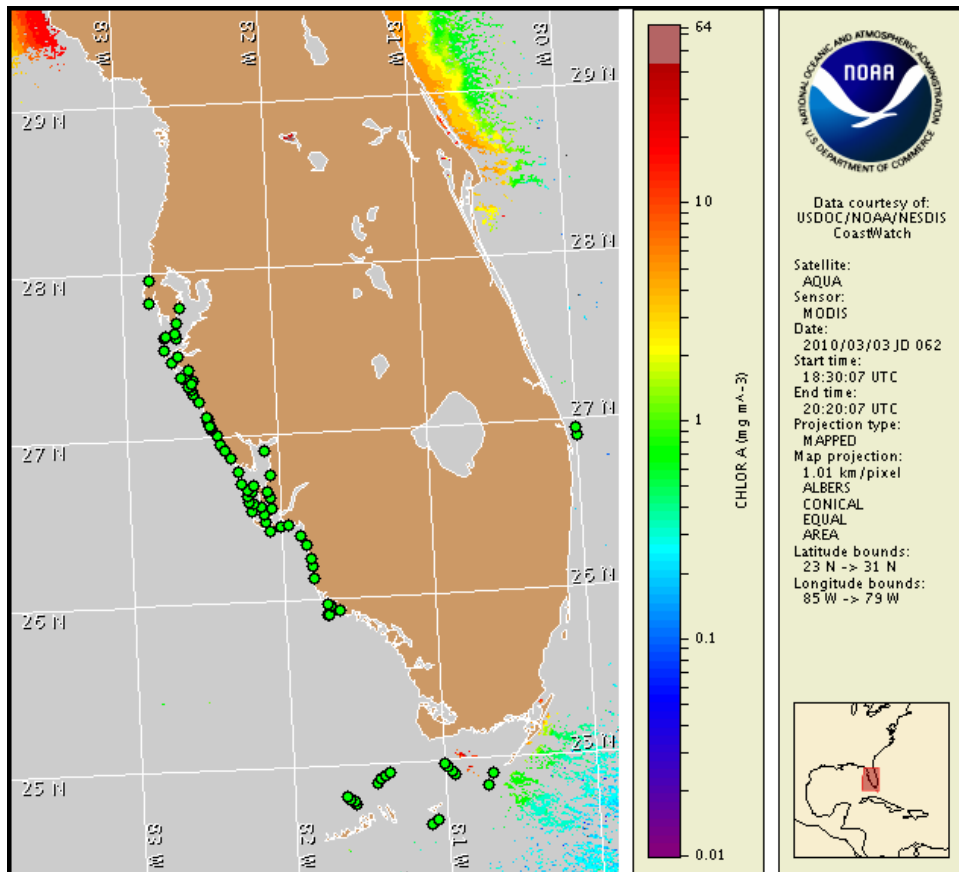 83 W
82 W
81 W
80 W
29 N
29 N
28 N
28 N
27 N
27 N
26 N
26 N
25 N
25 N
83 W
82 W
81 W
64
10
1
0.1
0.01
CHLOR A (mg m^-3)
NATIONAL OCEANIC AND ATMOSPHERIC ADMINISTRATION
NOAA
U.S. DEPARTMENT OF COMMERCE
Data courtesy of:
USDOC/NOAA/NESDIS
CoastWatch
Satellite:
AQUA
Sensor:
MODIS
Date:
2010/03/03 JD 062
Start time:
18:30:07 UTC
End time:
20:20:07 UTC
Projection type:
MAPPED
Map projection:
1.01 km/pixel
ALBERS
CONICAL
EQUAL
AREA
Latitude bounds:
23 N -> 31 N
Longitude bounds:
85 W -> 79 W